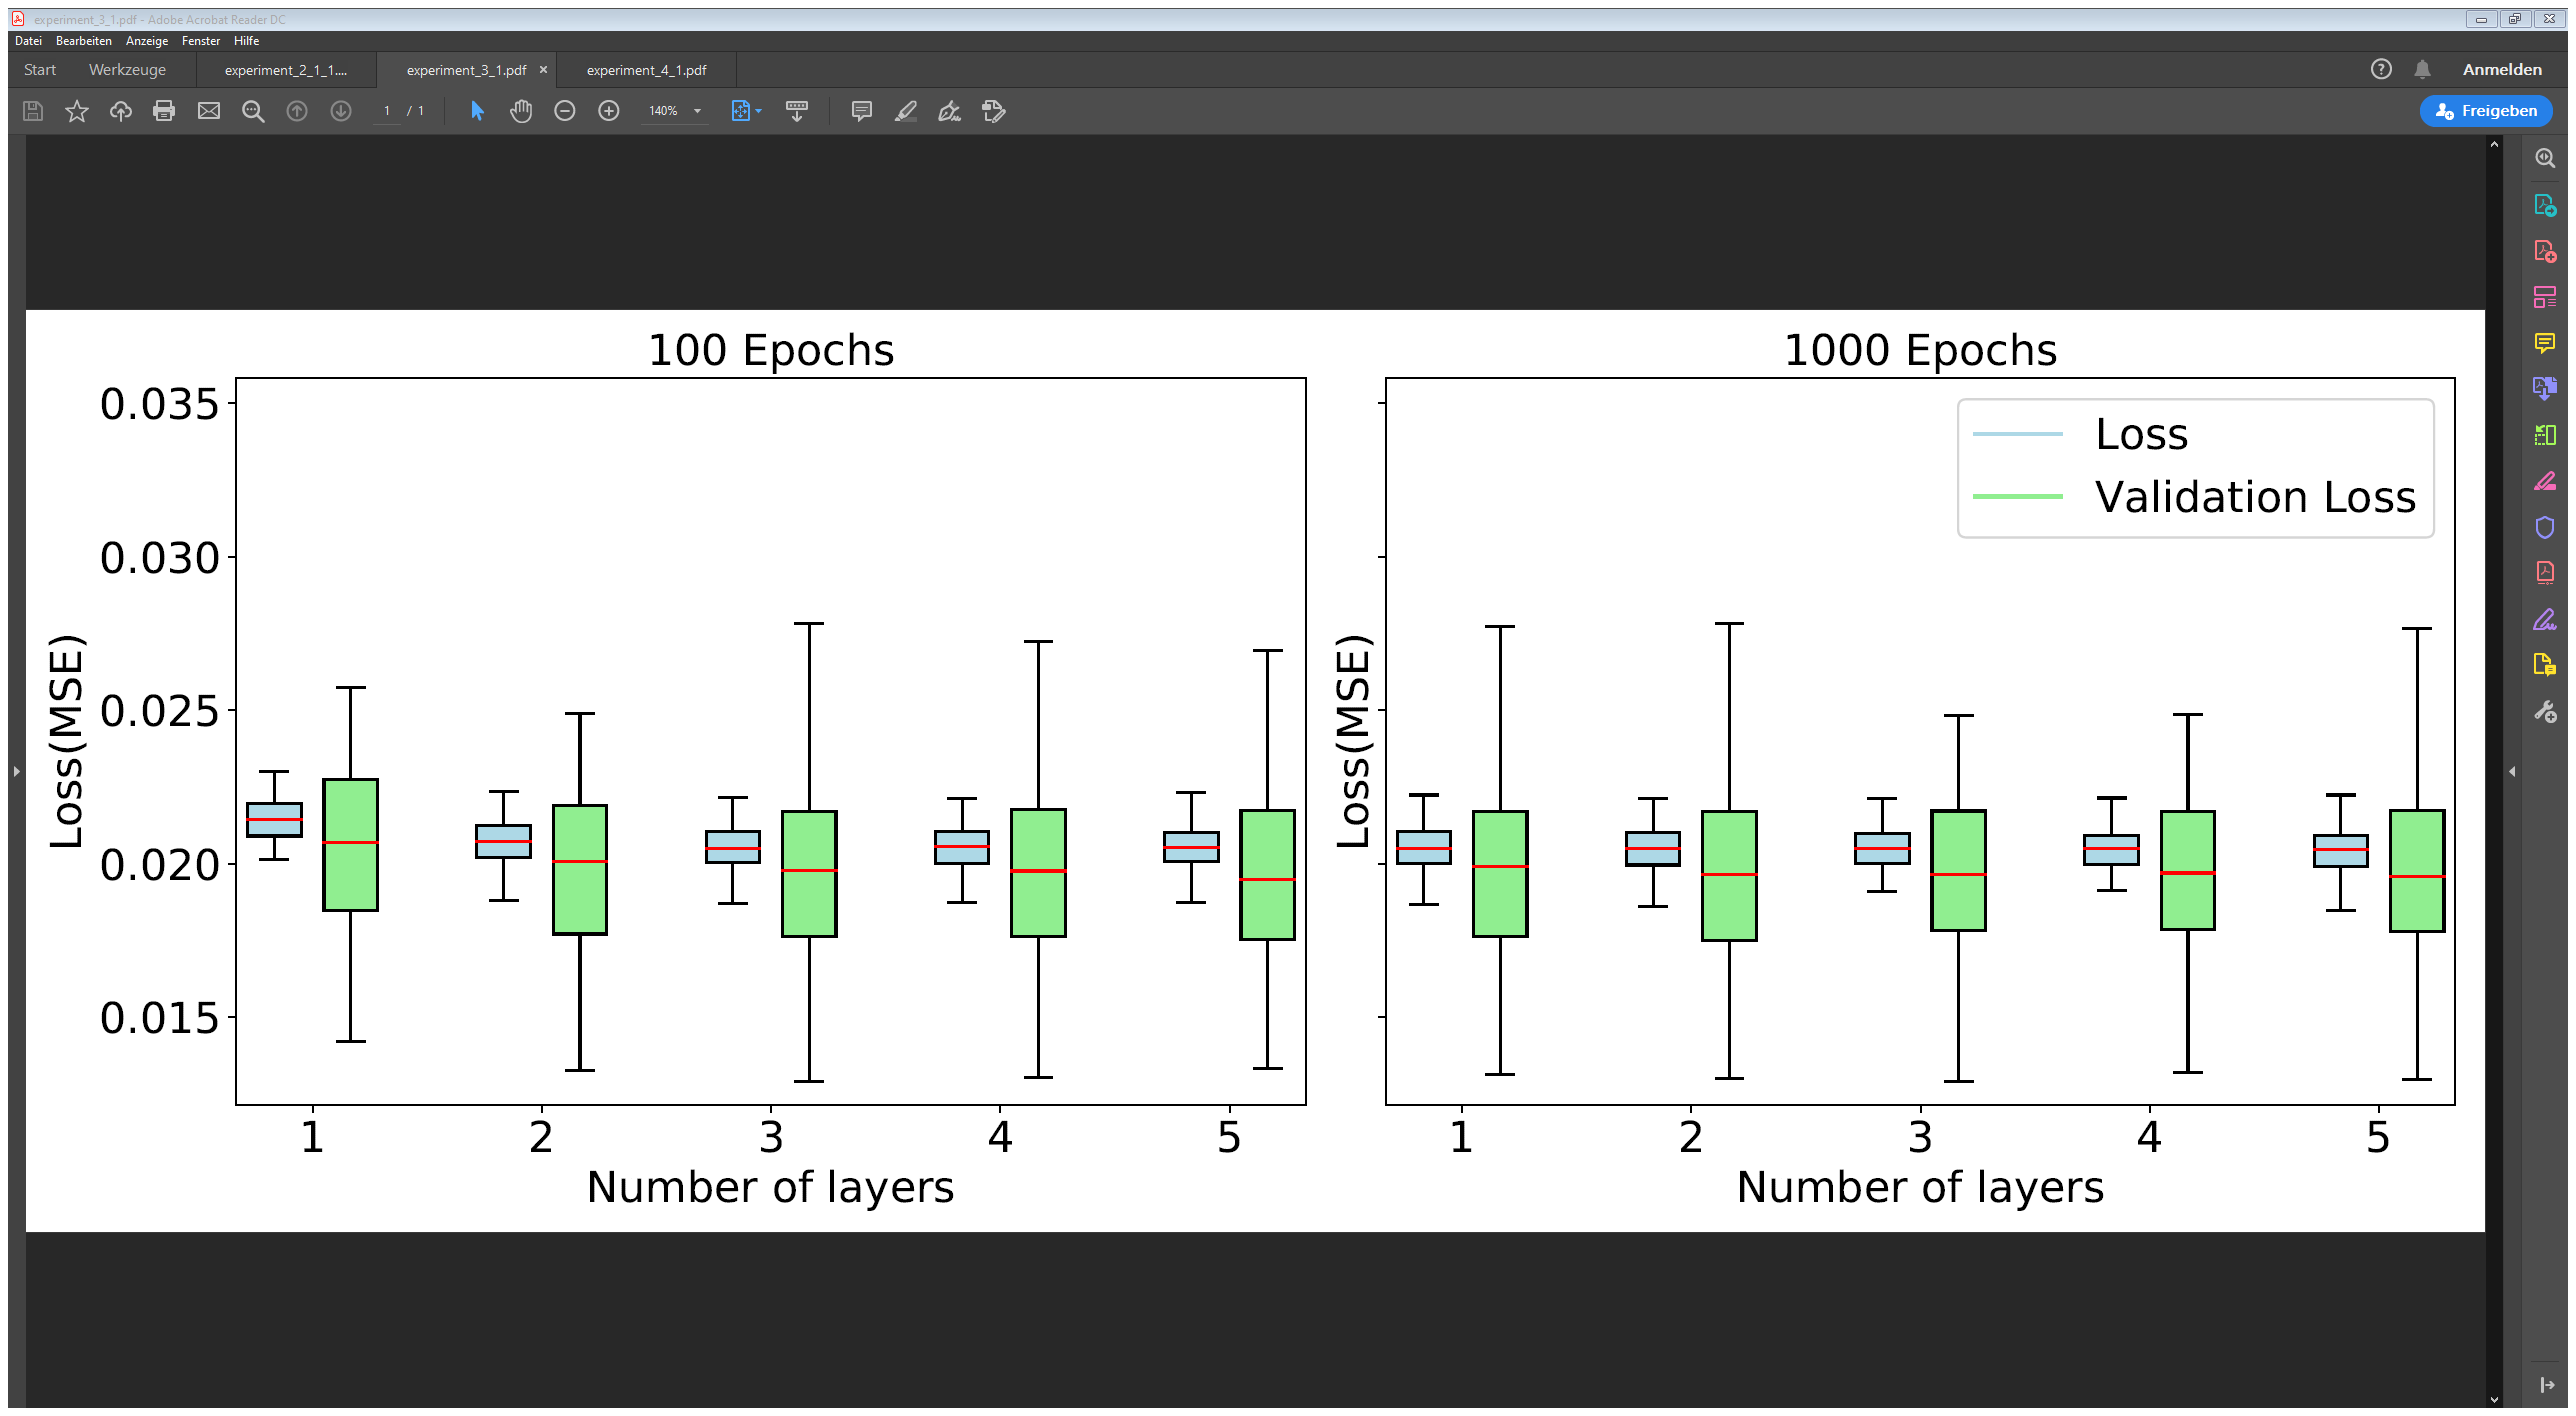 experiment_3_1.pdf - Adobe Acrobat Reader DC
Datei Bearbeiten Anzeige Fenster Hilfe
Start Werkzeuge experiment_2_1_1.... experiment_3_1.pdf × experiment_4_1.pdf ? Anmelden
1 / 1 140% Freigeben
100 Epochs
0.035
0.030
0.025
0.020
0.015
Loss(MSE)
1 2 3 4 5
Number of layers
1000 Epochs
Loss
Validation Loss
Loss(MSE)
1 2 3 4 5
Number of layers